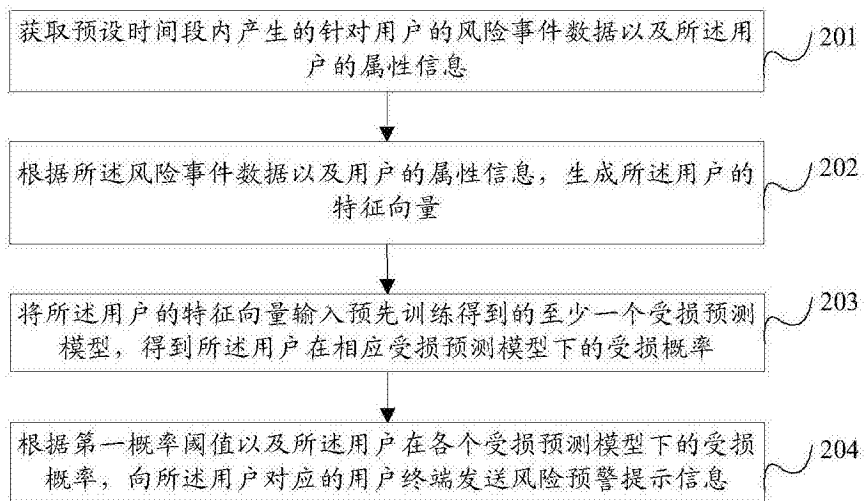 获取预设时间段内产生的针对用户的风险事件数据以及所述用
户的属性信息
201
根据所述风险事件数据以及用户的属性信息，生成所述用户的
特征向量
202
将所述用户的特征向量输入预先训练得到的至少一个受损预测
模型，得到所述用户在相应受损预测模型下的受损概率
203
根据第一概率阈值以及所述用户在各个受损预测模型下的受损
概率，向所述用户对应的用户终端发送风险预警提示信息
204